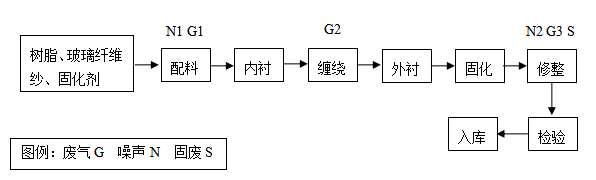 N1 G1
G2
N2 G3 S
树脂、玻璃纤维
纱、固化剂
配料
内衬
缠绕
外衬
固化
修整
入库
检验
图例：废气 G 噪声 N 固废 S